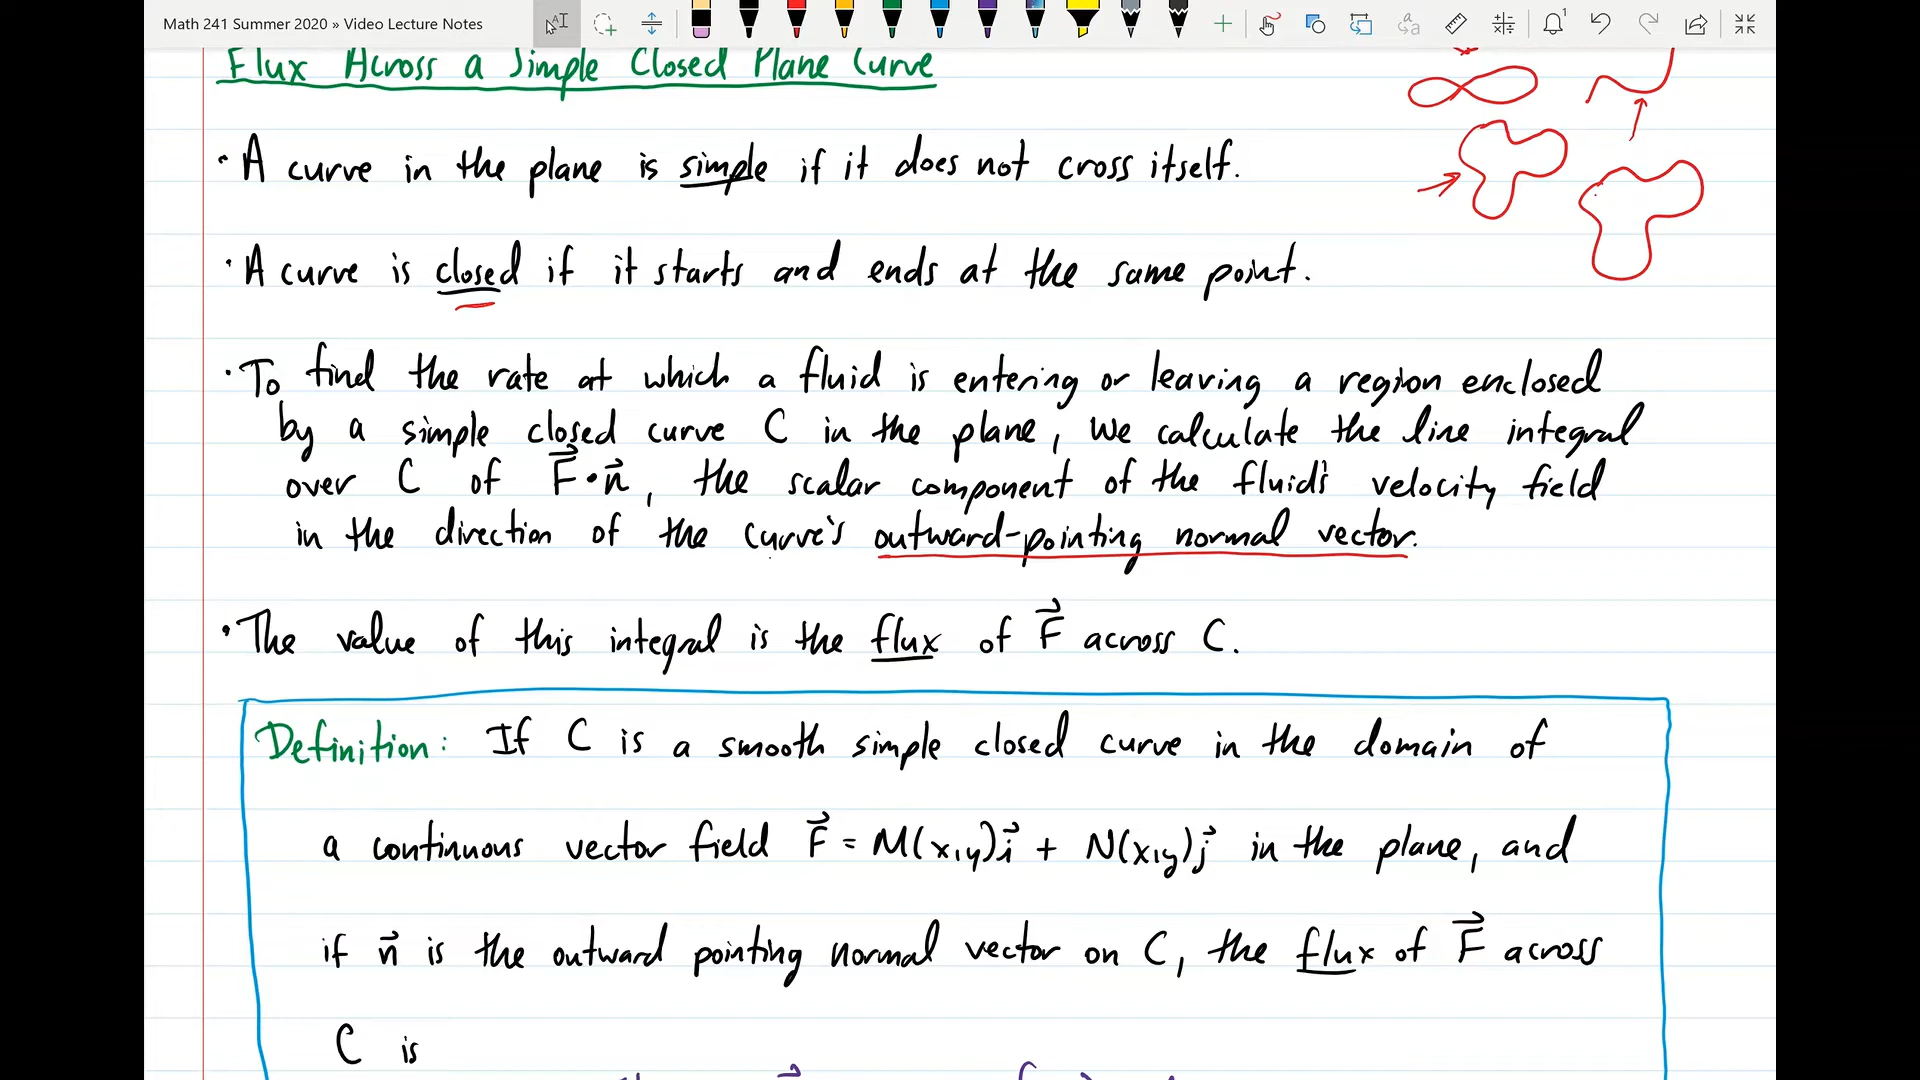 Math 241 Summer 2020 » Video Lecture Notes
Flux Across a Simple Closed Plane Curve
· A curve in the plane is simple if it does not cross itself.
· A curve is closed if it starts and ends at the same point.
· To find the rate at which a fluid is entering or leaving a region enclosed
by a simple closed curve C in the plane, we calculate the line integral
over C of F⃗·n⃗, the scalar component of the fluid's velocity field
in the direction of the curve's outward-pointing normal vector.
· The value of this integral is the flux of F⃗ across C.
Definition: If C is a smooth simple closed curve in the domain of
a continuous vector field F⃗ = M(x,y)i⃗ + N(x,y)j⃗ in the plane, and
if n⃗ is the outward pointing normal vector on C, the flux of F⃗ across
C is